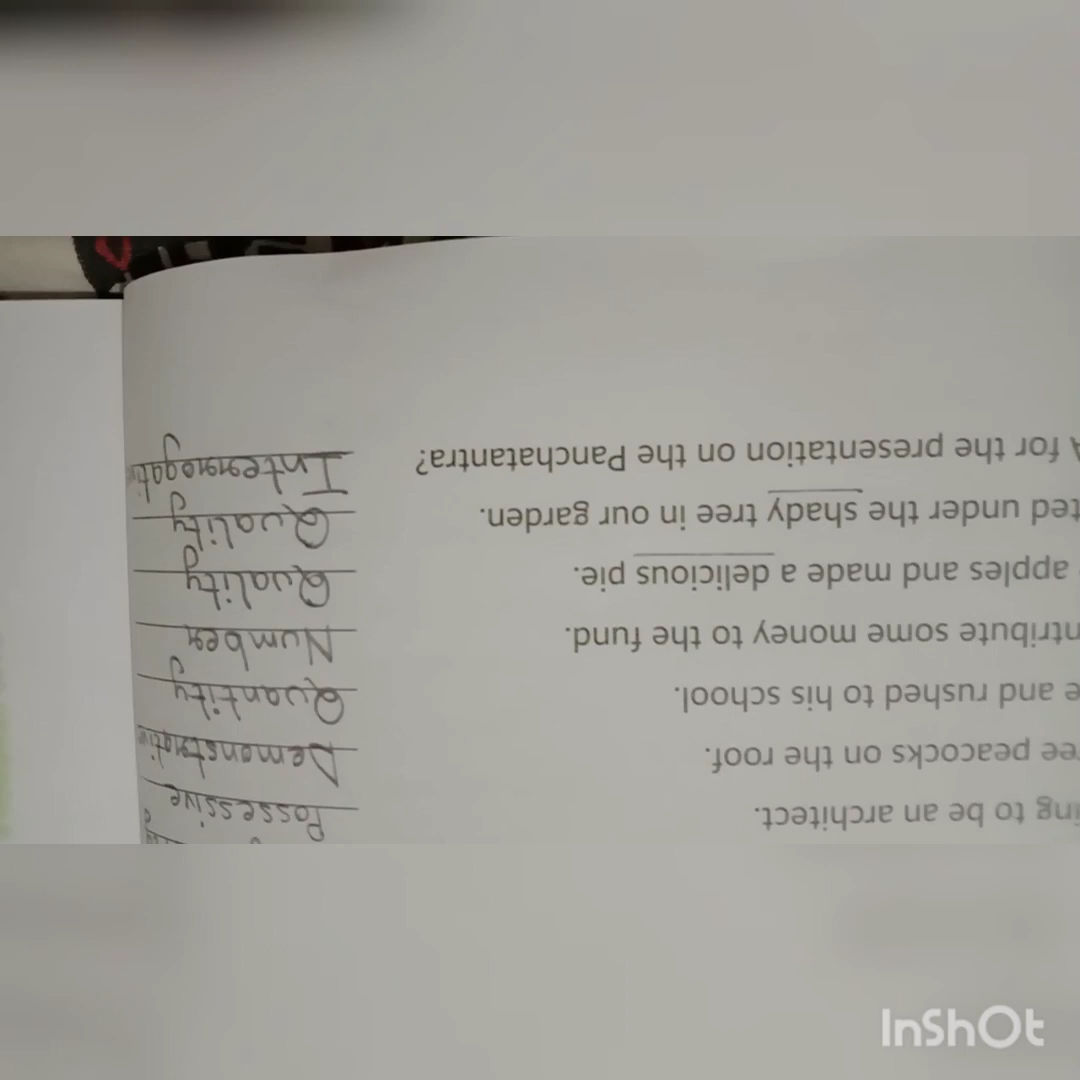 ing to be an architect. Possessive
ee peacocks on the roof. Demonstrative
e and rushed to his school. Quantity
ntribute some money to the fund. Number
apples and made a delicious pie. Quality
ted under the shady tree in our garden. Quality
for the presentation on the Panchatantra? Interrogati
InShOt